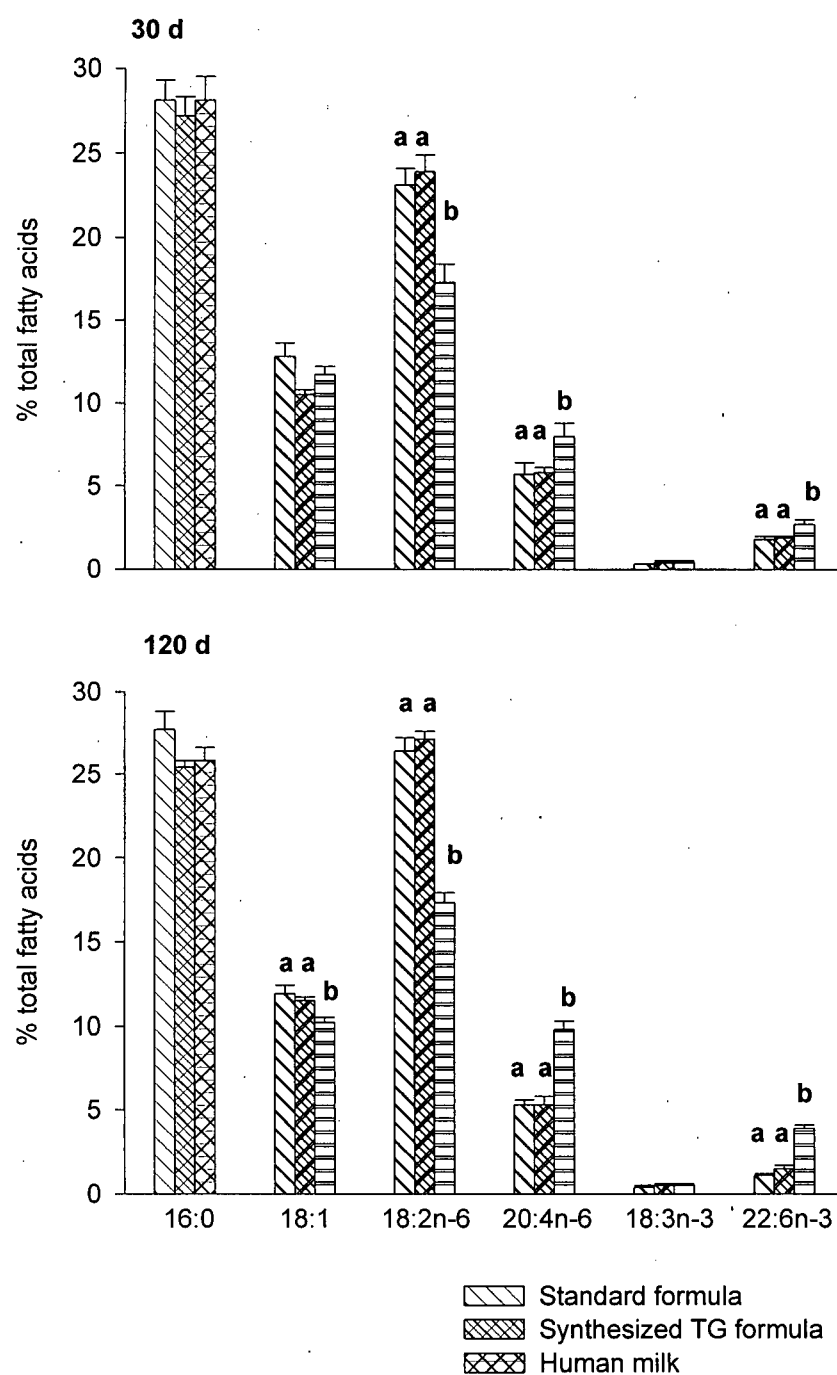 30 d
30
25
20
15
10
5
0
% total fatty acids
a a
b
a a
b
a a
b
120 d
30
25
20
15
10
5
0
% total fatty acids
a a
b
a a
b
a a
b
a a
b
16:0 18:1 18:2n-6 20:4n-6 18:3n-3 22:6n-3
Standard formula
Synthesized TG formula
Human milk